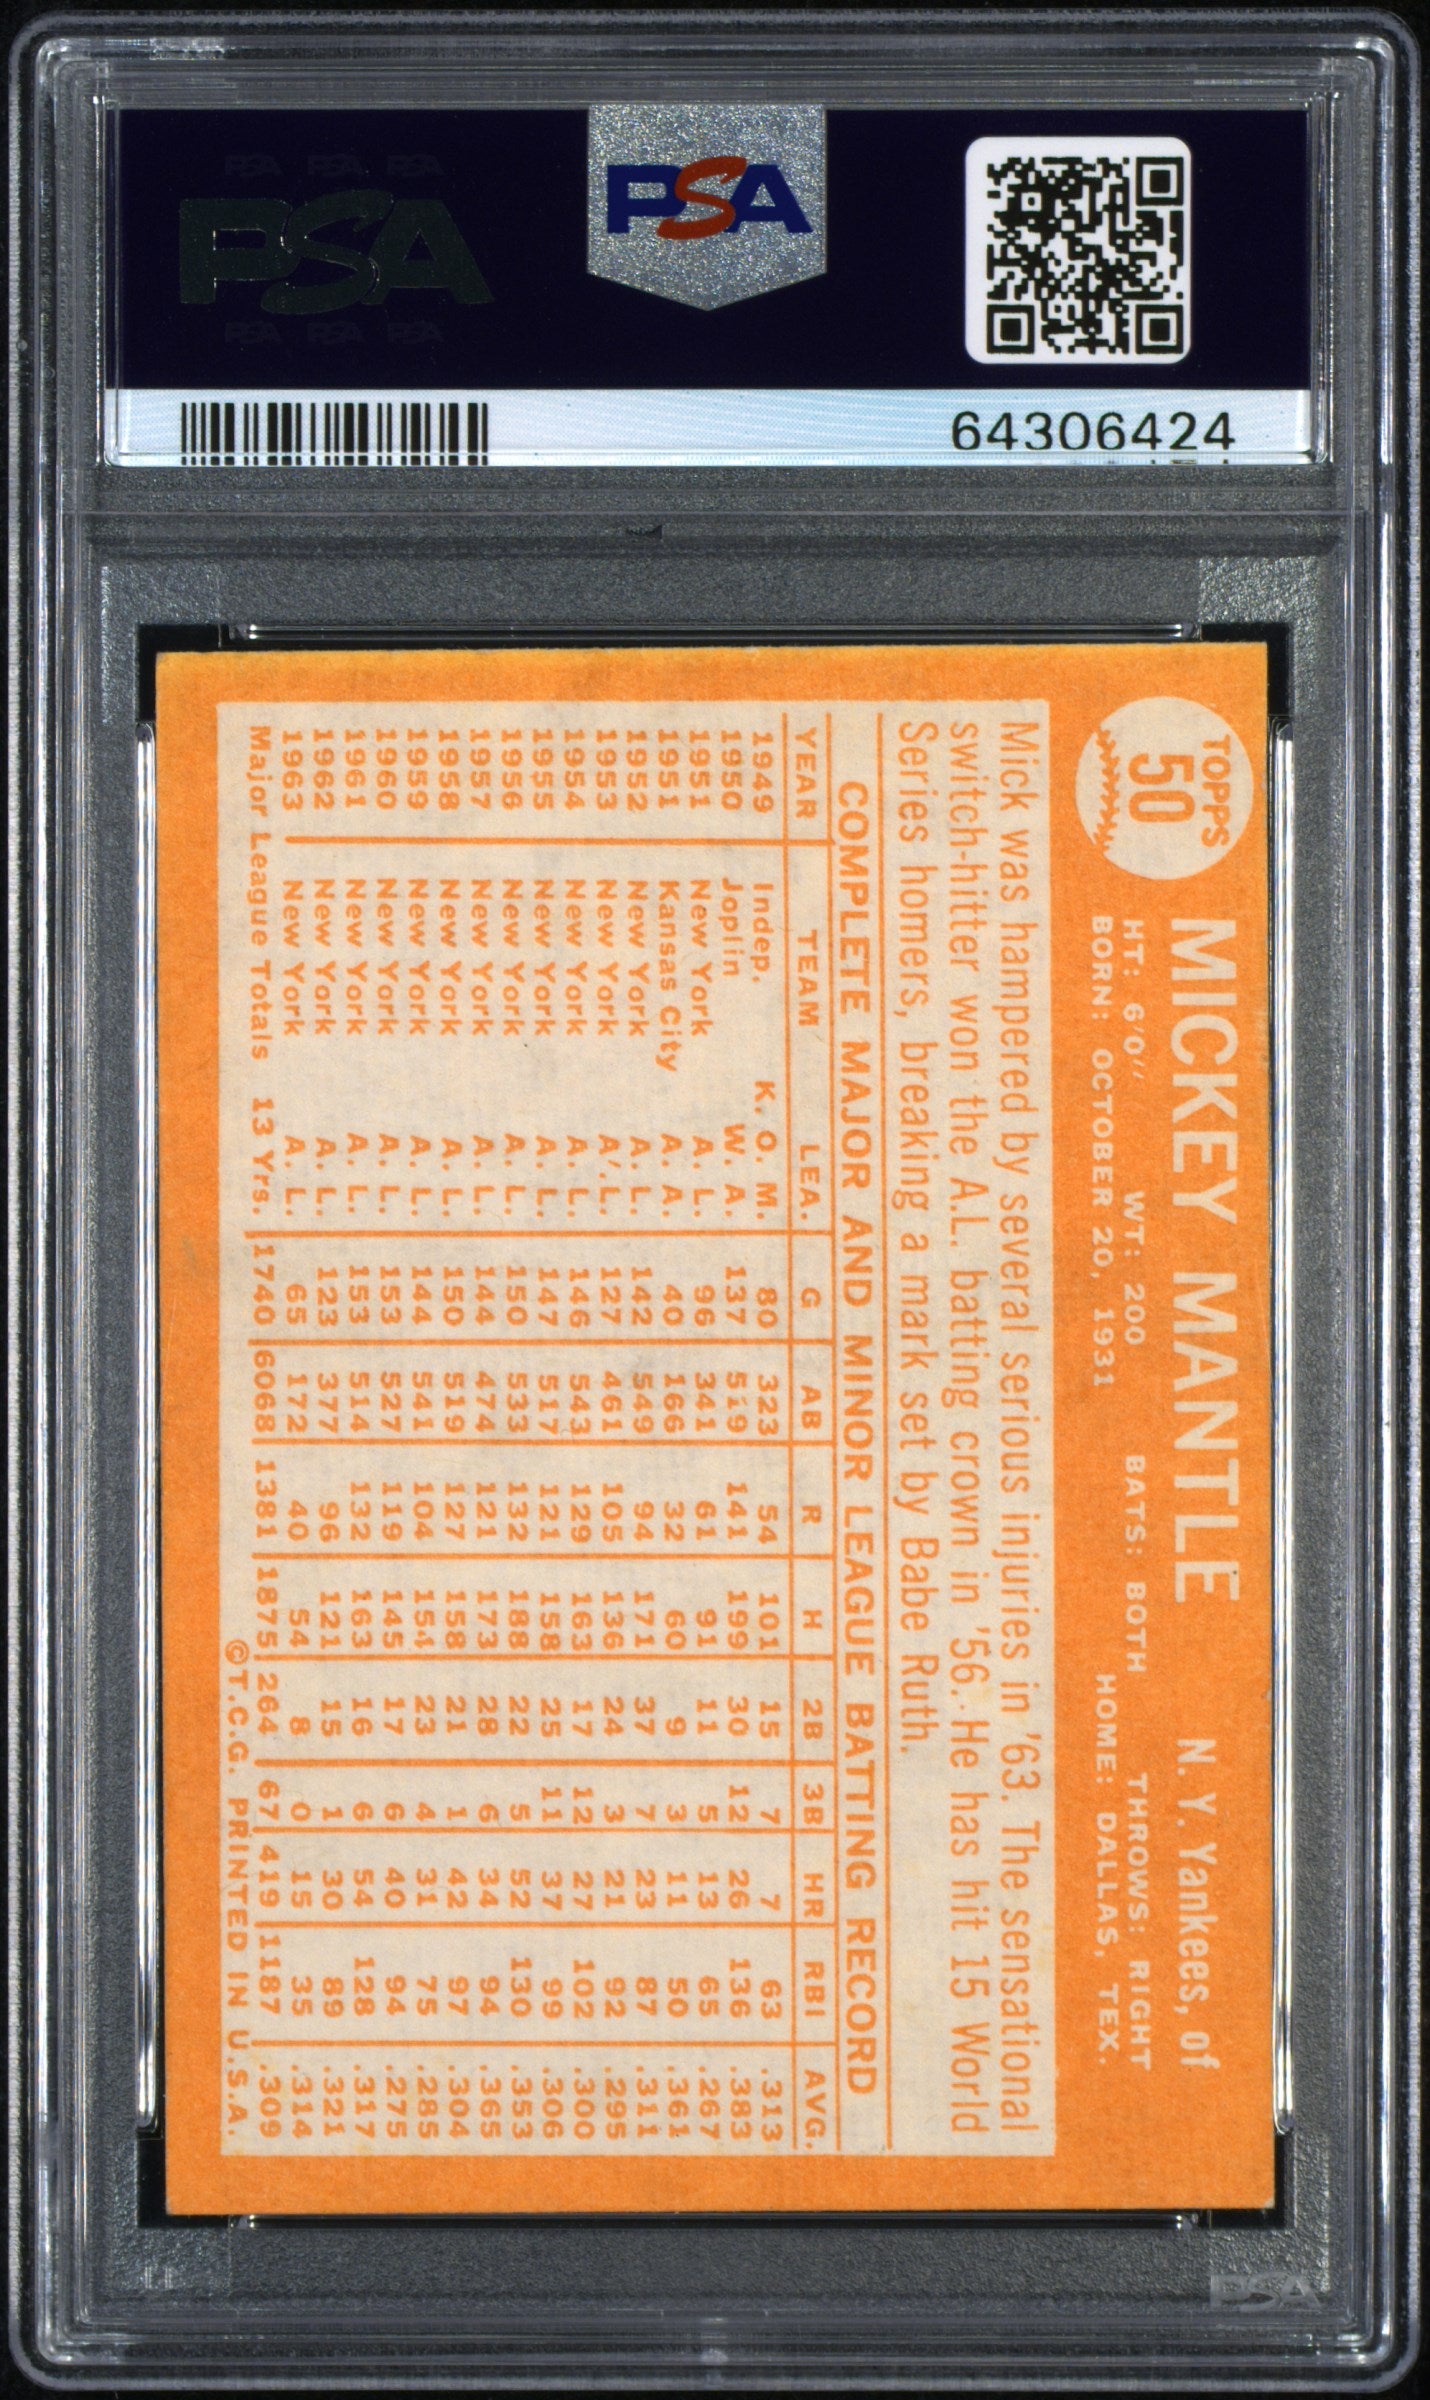 PSA PSA PSA
PSA
PSA PSA PSA
PSA
64306424
TOPPS
50
MICKEY MANTLE N. Y. Yankees, of
HT: 6'0" WT: 200 BATS: BOTH THROWS: RIGHT
BORN: OCTOBER 20, 1931 HOME: DALLAS, TEX.
Mick was hampered by several serious injuries in '63. The sensational
switch-hitter won the A.L. batting crown in '56. He has hit 15 World
Series homers, breaking a mark set by Babe Ruth.
COMPLETE MAJOR AND MINOR LEAGUE BATTING RECORD
YEAR TEAM LEA. G AB R H 2B 3B HR RBI AVG.
1949 Indep. K. O. M. 80 323 54 101 15 7 7 63 .313
1950 Joplin W. A. 137 519 141 199 30 12 26 136 .383
1951 New York A. L. 96 341 61 91 11 5 13 65 .267
1951 Kansas City A. A. 40 166 32 60 9 3 11 50 .361
1952 New York A. L. 142 549 94 171 37 7 23 87 .311
1953 New York A'.L. 127 461 105 136 24 3 21 92 .295
1954 New York A. L. 146 543 129 163 17 12 27 102 .300
1955 New York A. L. 147 517 121 158 25 11 37 99 .306
1956 New York A. L. 150 533 132 188 22 5 52 130 .353
1957 New York A. L. 144 474 121 173 28 6 34 94 .365
1958 New York A. L. 150 519 127 158 21 1 42 97 .304
1959 New York A. L. 144 541 104 154 23 4 31 75 .285
1960 New York A. L. 153 527 119 145 17 6 40 94 .275
1961 New York A. L. 153 514 132 163 16 6 54 128 .317
1962 New York A. L. 123 377 96 121 15 1 30 89 .321
1963 New York A. L. 65 172 40 54 8 0 15 35 .314
Major League Totals 13 Yrs. 1740 6068 1381 1875 264 67 419 1187 .309
©T.C.G. PRINTED IN U.S.A.
PSA